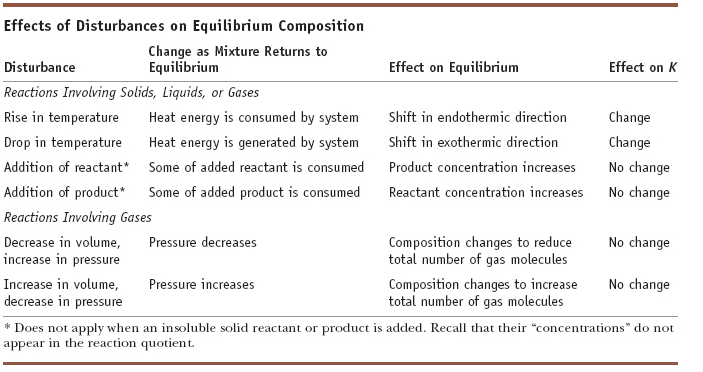 Effects of Disturbances on Equilibrium Composition
Change as Mixture Returns to
Disturbance Equilibrium Effect on Equilibrium Effect on K
Reactions Involving Solids, Liquids, or Gases
Rise in temperature Heat energy is consumed by system Shift in endothermic direction Change
Drop in temperature Heat energy is generated by system Shift in exothermic direction Change
Addition of reactant* Some of added reactant is consumed Product concentration increases No change
Addition of product* Some of added product is consumed Reactant concentration increases No change
Reactions Involving Gases
Decrease in volume, Pressure decreases Composition changes to reduce No change
increase in pressure total number of gas molecules
Increase in volume, Pressure increases Composition changes to increase No change
decrease in pressure total number of gas molecules
* Does not apply when an insoluble solid reactant or product is added. Recall that their “concentrations” do not
appear in the reaction quotient.